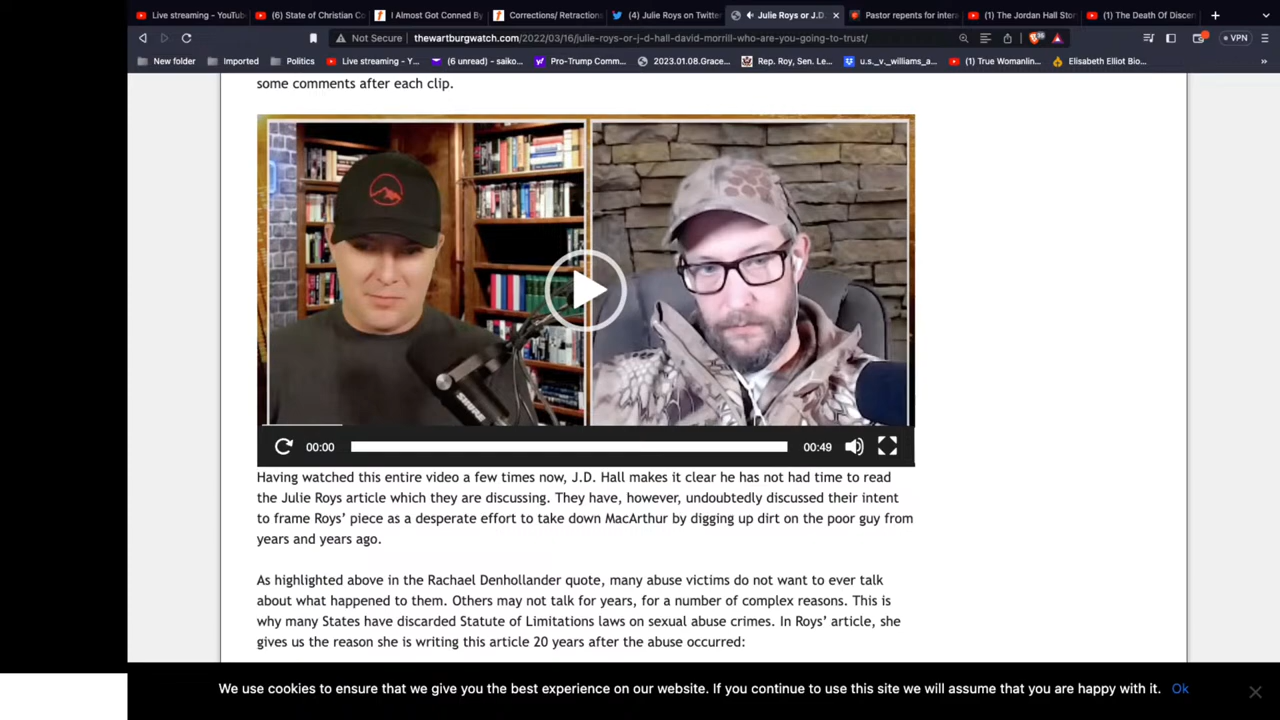 Live streaming - YouTub
(6) State of Christian Co
I Almost Got Conned By
Corrections/ Retractions
(4) Julie Roys on Twitter
Julie Roys or J.D.
Pastor repents for intera
(1) The Jordan Hall Stor
(1) The Death Of Discer
Not Secure
thewartburgwatch.com/2022/03/16/julie-roys-or-j-d-hall-david-morrill-who-are-you-going-to-trust/
VPN
New folder
Imported
Politics
Live streaming - Y...
(6 unread) - saiko...
Pro-Trump Comm...
2023.01.08.Grace...
Rep. Roy, Sen. Le...
u.s._v._williams_a...
(1) True Womanlin...
Elisabeth Elliot Bio...
some comments after each clip.
SHURE
00:00
00:49
Having watched this entire video a few times now, J.D. Hall makes it clear he has not had time to read
the Julie Roys article which they are discussing. They have, however, undoubtedly discussed their intent
to frame Roys’ piece as a desperate effort to take down MacArthur by digging up dirt on the poor guy from
years and years ago.
As highlighted above in the Rachael Denhollander quote, many abuse victims do not want to ever talk
about what happened to them. Others may not talk for years, for a number of complex reasons. This is
why many States have discarded Statute of Limitations laws on sexual abuse crimes. In Roys’ article, she
gives us the reason she is writing this article 20 years after the abuse occurred:
We use cookies to ensure that we give you the best experience on our website. If you continue to use this site we will assume that you are happy with it.
Ok